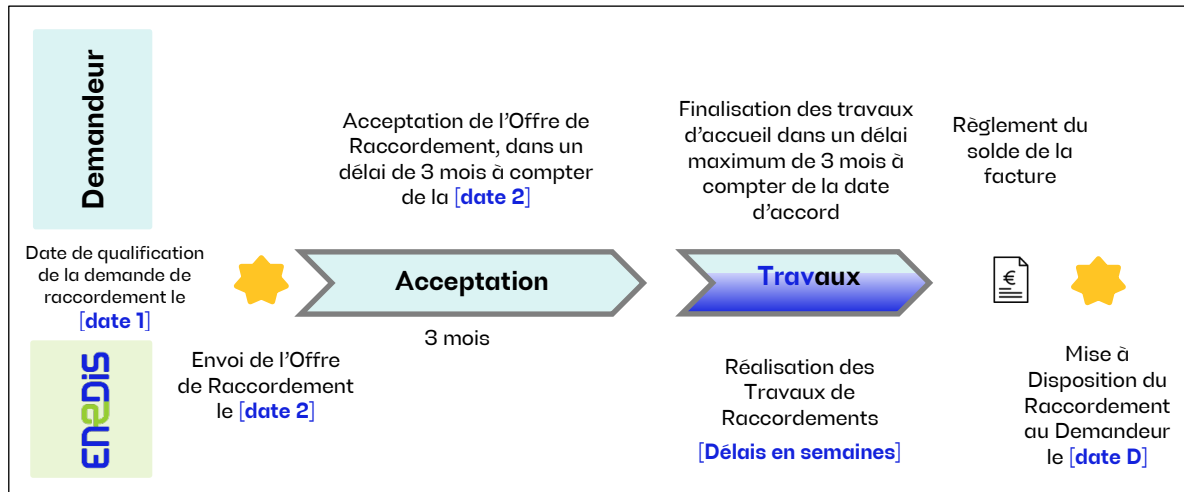 Demandeur
Acceptation de l'Offre de
Raccordement, dans un
délai de 3 mois à compter
de la [date 2]
Finalisation des travaux
d'accueil dans un délai
maximum de 3 mois à
compter de la date
d'accord
Règlement du
solde de la
facture
Date de qualification
de la demande de
raccordement le
[date 1]
Acceptation
Travaux
€
3 mois
ENEDIS
Envoi de l'Offre
de Raccordement
le [date 2]
Réalisation des
Travaux de
Raccordements
[Délais en semaines]
Mise à
Disposition du
Raccordement
au Demandeur
le [date D]